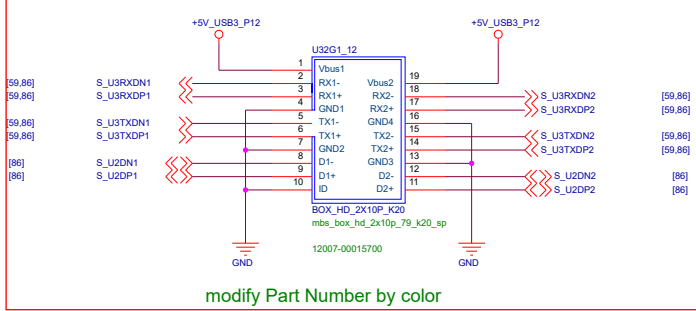 +5V_USB3_P12 +5V_USB3_P12
U32G1_12
1 Vbus1
2 RX1- Vbus2 19
[59,86] S_U3RXDN1 3 RX1+ RX2- 18 S_U3RXDN2 [59,86]
[59,86] S_U3RXDP1 4 GND1 RX2+ 17 S_U3RXDP2 [59,86]
5 TX1- GND4 16
[59,86] S_U3TXDN1 6 TX1+ TX2- 15 S_U3TXDN2 [59,86]
[59,86] S_U3TXDP1 7 GND2 TX2+ 14 S_U3TXDP2 [59,86]
8 D1- GND3 13
[86] S_U2DN1 9 D1+ D2- 12 S_U2DN2 [86]
[86] S_U2DP1 10 ID D2+ 11 S_U2DP2 [86]
BOX_HD_2X10P_K20
mbs_box_hd_2x10p_79_k20_sp
12007-00015700
GND GND
modify Part Number by color